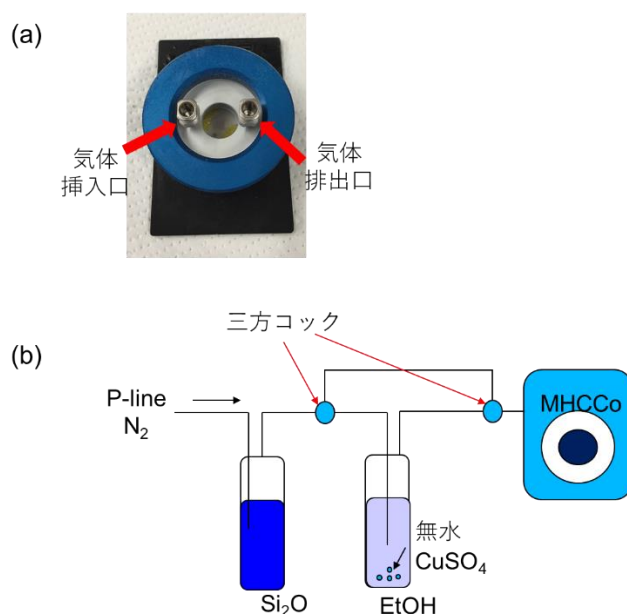 (a)
気体
挿入口
気体
排出口
三方コック
(b)
P-line
N₂
MHCCo
無水
CuSO₄
Si₂O
EtOH